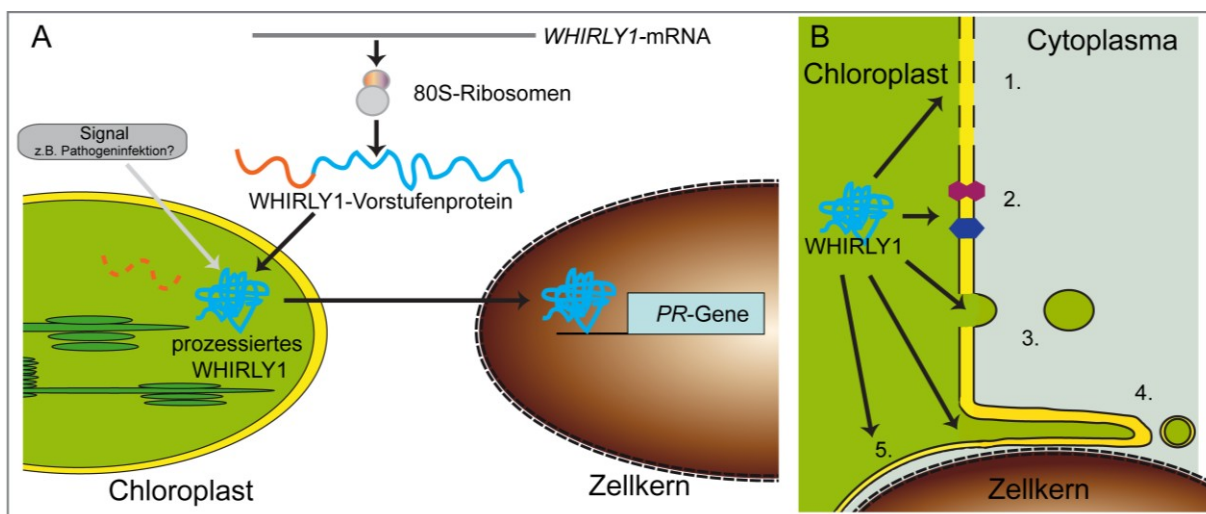 A
WHIRLY1-mRNA
80S-Ribosomen
Signal
z.B. Pathogeninfektion?
WHIRLY1-Vorstufenprotein
PR-Gene
prozessiertes
WHIRLY1
Chloroplast
Zellkern
B
Cytoplasma
Chloroplast
1.
2.
WHIRLY1
3.
4.
5.
Zellkern